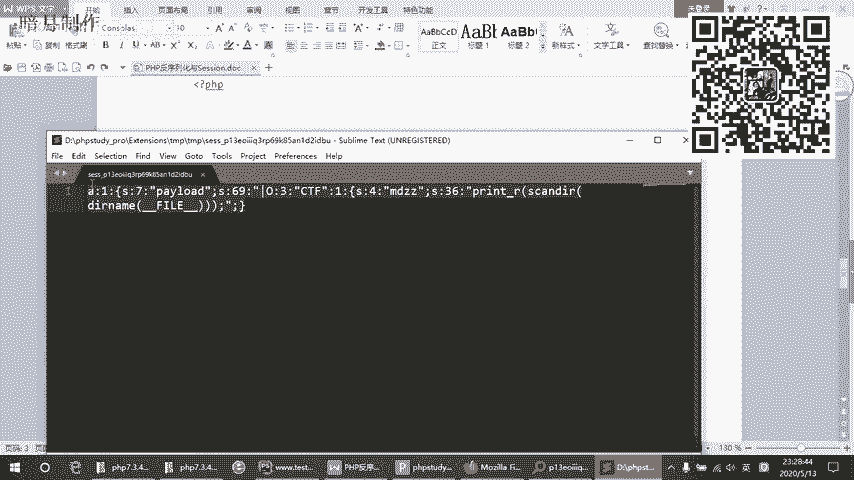 WPS 文字
暗月制作
开始 插入 页面布局 引用 审阅 视图 章节 开发工具 特色功能
未登录
粘贴 复制 格式刷
Consolas
AaBbCcD AaBb AaBb
正文 标题 1 标题 2 新样式 文字工具 查找替换
PHP反序列化与Session.doc
<?php
D:\phpstudy_pro\Extensions\tmp\tmp\sess_p13eoiiiq3rp69k85an1d2idbu - Sublime Text (UNREGISTERED)
File Edit Selection Find View Goto Tools Project Preferences Help
sess_p13eoiiiq3rp69k85an1d2idbu
1 a:1:{s:7:"payload";s:69:"|O:3:"CTF":1:{s:4:"mdzz";s:36:"print_r(scandir(
dirname(__FILE__)));";}
页码: 3
130 %
php7.3.4... php7.3.4... www.test... PHP反序... phpstudy... Mozilla Fi... p13eoiiiq... D:\phpst...
英
23:28:44
2020/5/13